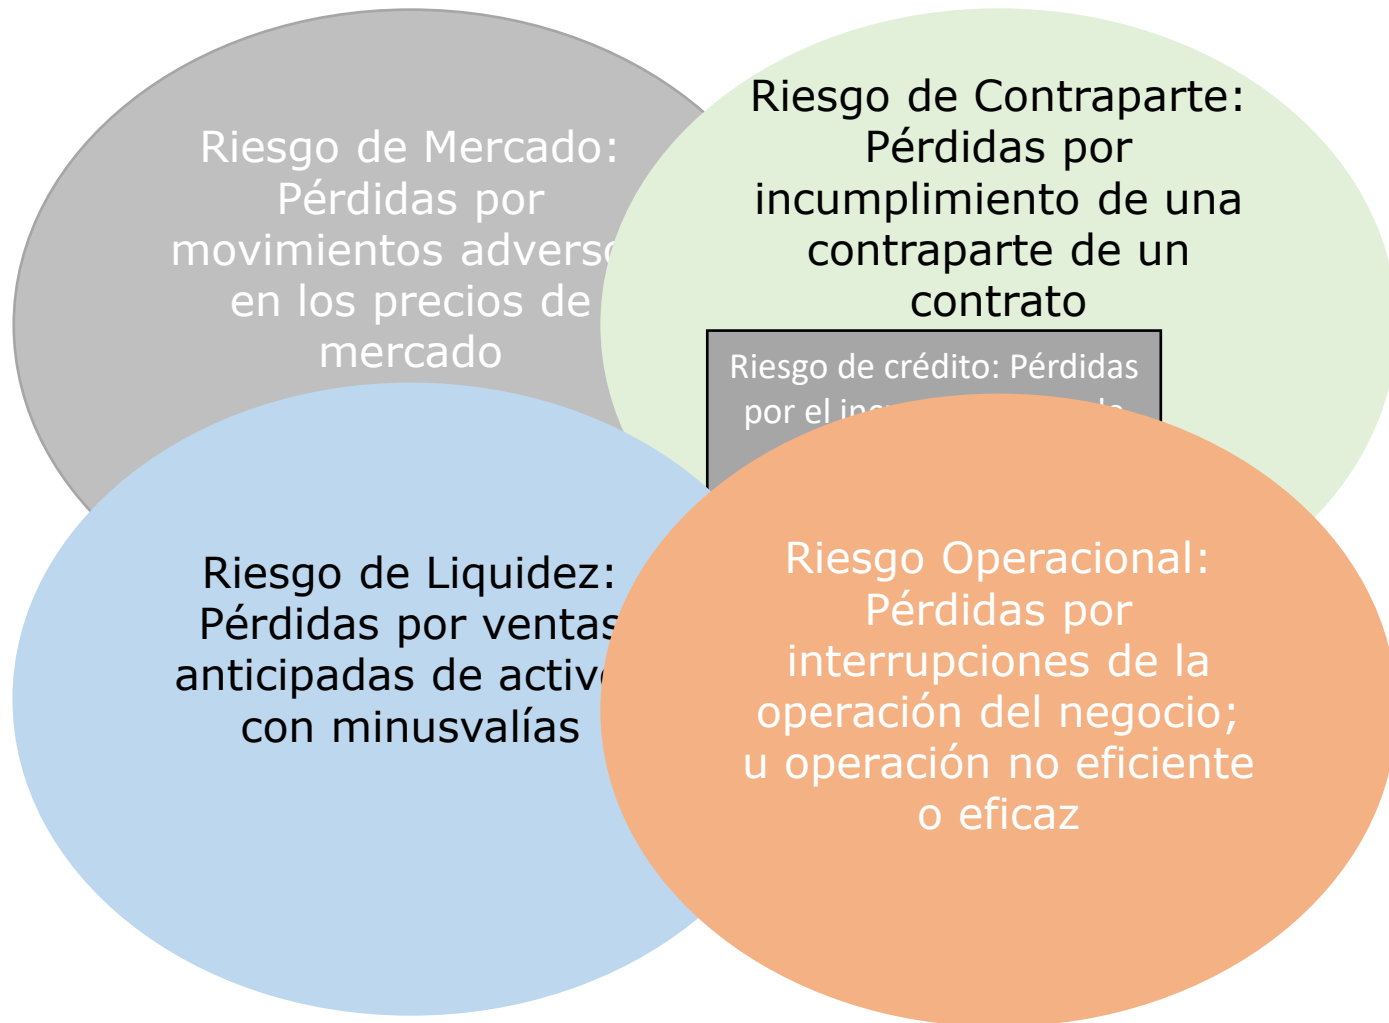 Riesgo de Mercado:
Pérdidas por
movimientos adverso
en los precios de
mercado
Riesgo de Contraparte:
Pérdidas por
incumplimiento de una
contraparte de un
contrato
Riesgo de crédito: Pérdidas
por el
Riesgo de Liquidez:
Pérdidas por ventas
anticipadas de
con minusvalías
Riesgo Operacional:
Pérdidas por
interrupciones de la
operación del negocio;
u operación no eficiente
o eficaz